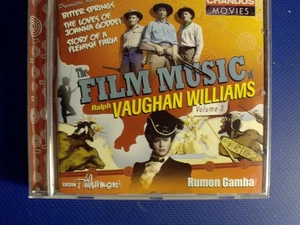 CHANDOS
MOVIES
Premiere
BITTER SPRINGS
THE LOVES OF
JOANNA GODDEN
STORY OF A
FLEMISH FARM
The
FILM MUSIC of
Ralph
VAUGHAN WILLIAMS
Volume 3
BBC Philharmonic
Rumon Gamba